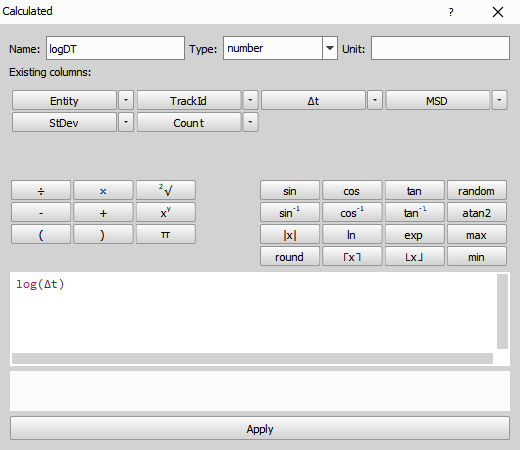 Calculated ?
Name: logDT Type: number Unit:
Existing columns:
Entity TrackId Δt MSD
StDev Count
÷ × ²√ sin cos tan random
- + xʸ sin⁻¹ cos⁻¹ tan⁻¹ atan2
( ) π |x| ln exp max
round ⌈x⌉ ⌊x⌋ min
log(Δt)
Apply